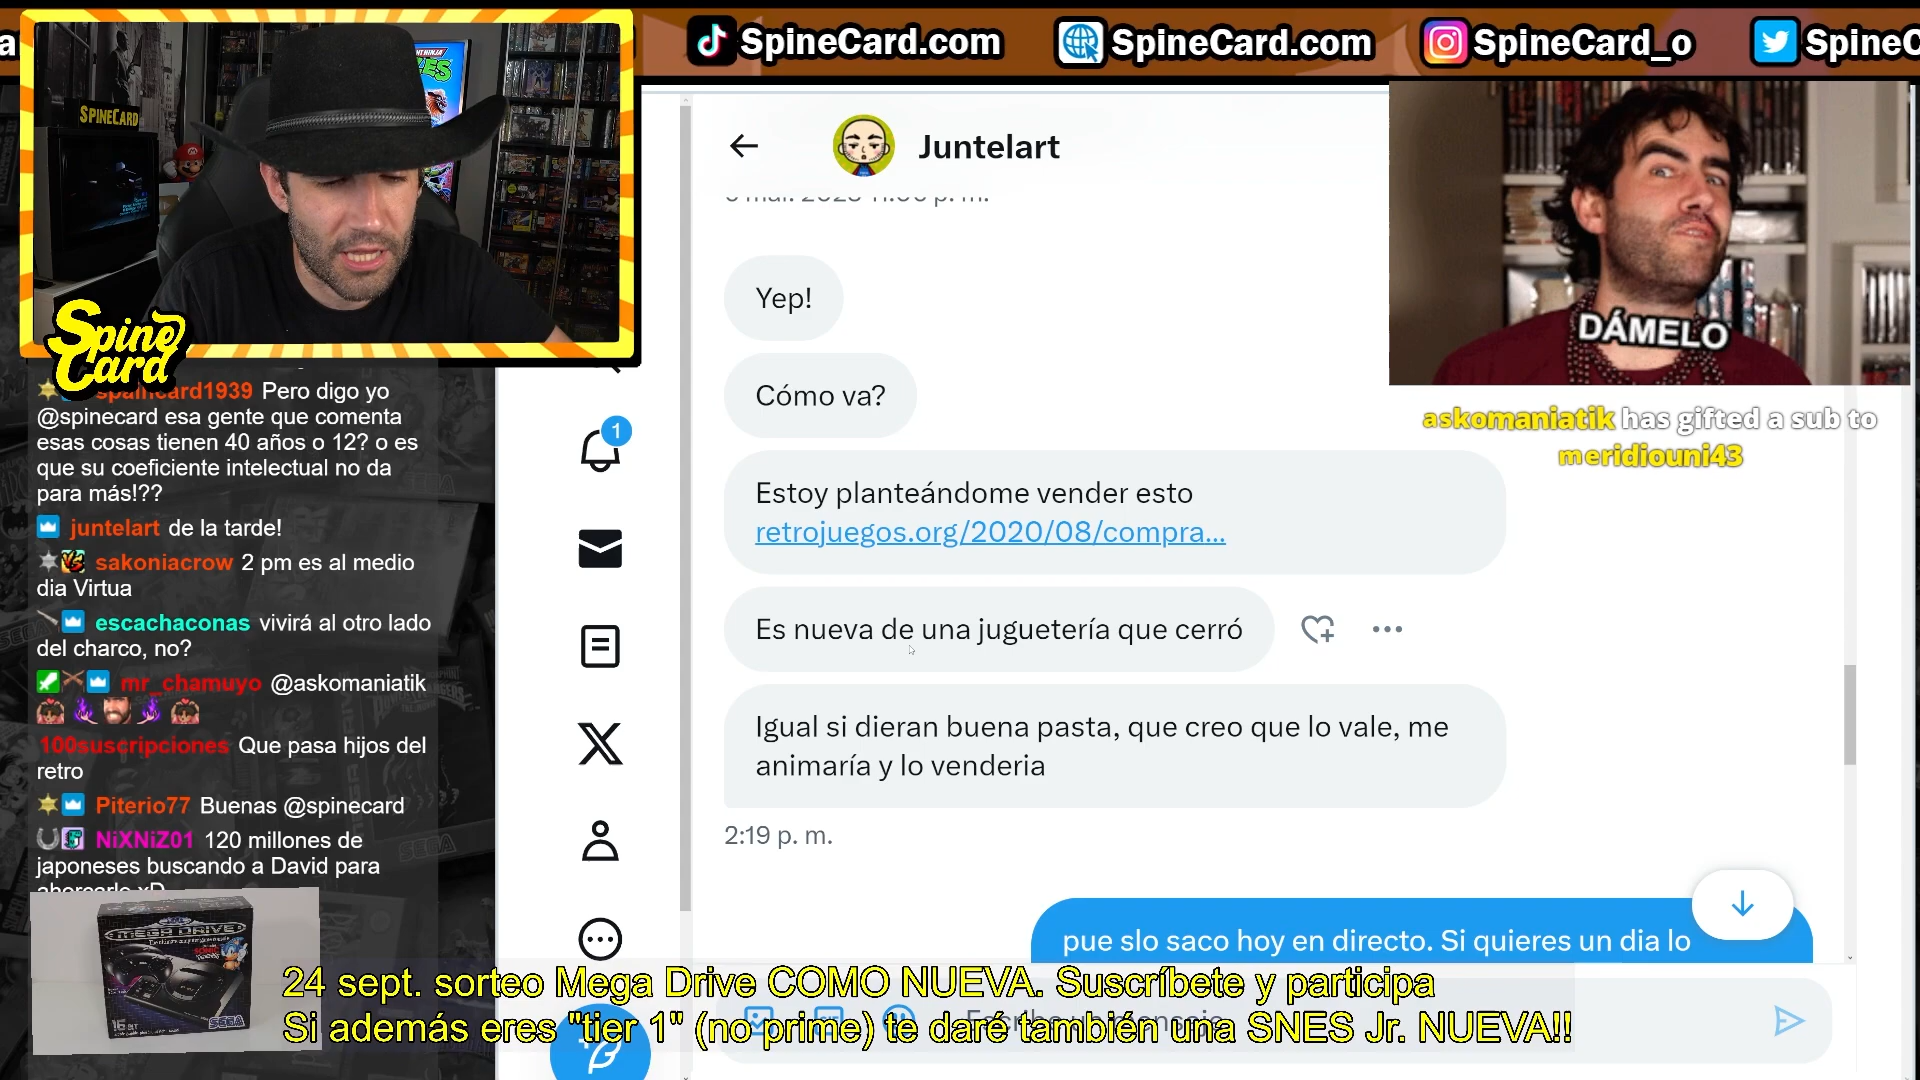 SpineCard.com
SpineCard.com
SpineCard_o
SPINECARD
Spine
Card
Juntelart
Yep!
Cómo va?
Estoy planteándome vender esto
retrojuegos.org/2020/08/compra...
Es nueva de una juguetería que cerró
Igual si dieran buena pasta, que creo que lo vale, me
animaría y lo venderia
2:19 p. m.
pue slo saco hoy en directo. Si quieres un dia lo
1
DÁMELO
askomaniatik has gifted a sub to
meridiouni43
spaincard1939 Pero digo yo
@spinecard esa gente que comenta
esas cosas tienen 40 años o 12? o es
que su coeficiente intelectual no da
para más!??
juntelart de la tarde!
sakoniacrow 2 pm es al medio
dia Virtua
escachaconas vivirá al otro lado
del charco, no?
mr_chamuyo @askomaniatik
100suscripciones Que pasa hijos del
retro
Piterio77 Buenas @spinecard
NiXNiZ01 120 millones de
japoneses buscando a David para
MEGA DRIVE
16 BIT
SEGA
24 sept. sorteo Mega Drive COMO NUEVA. Suscríbete y participa
Si además eres "tier 1" (no prime) te daré también una SNES Jr. NUEVA!!